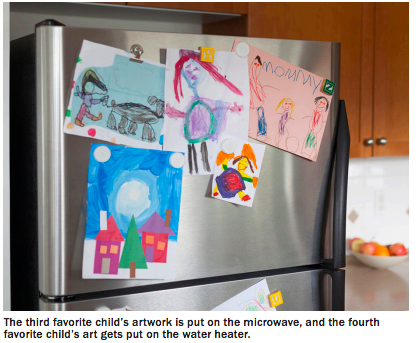 MOMMY
The third favorite child's artwork is put on the microwave, and the fourth
favorite child's art gets put on the water heater.